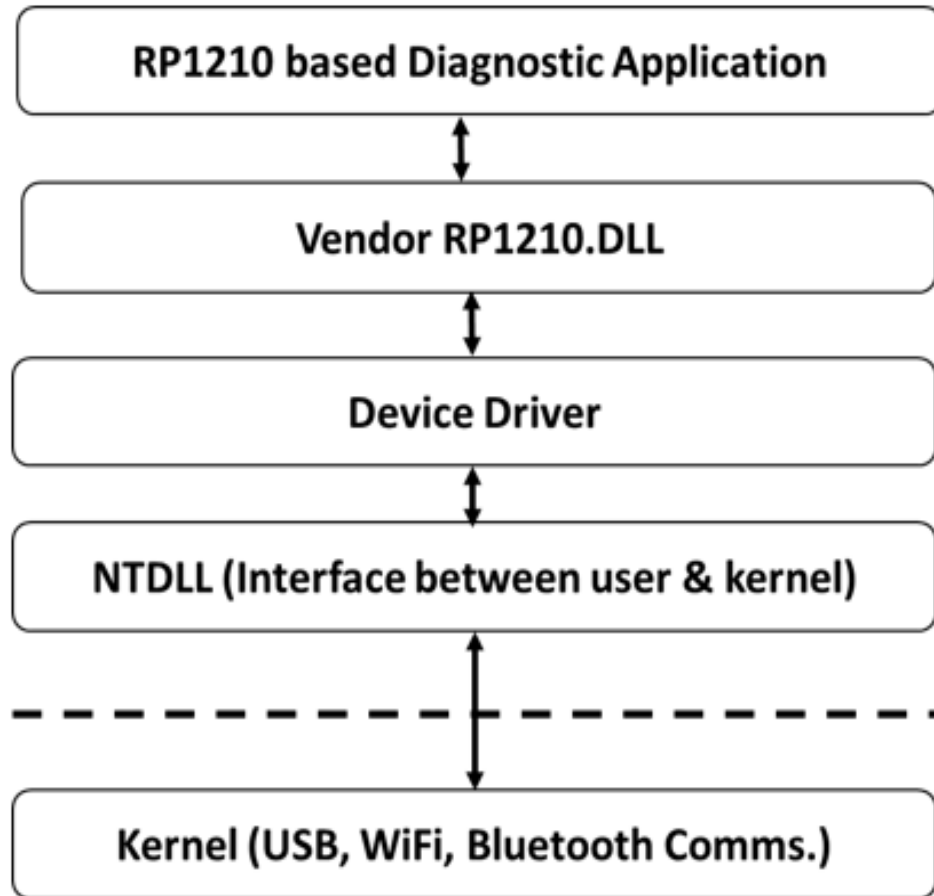 RP1210 based Diagnostic Application
Vendor RP1210.DLL
Device Driver
NTDLL (Interface between user & kernel)
Kernel (USB, WiFi, Bluetooth Comms.)